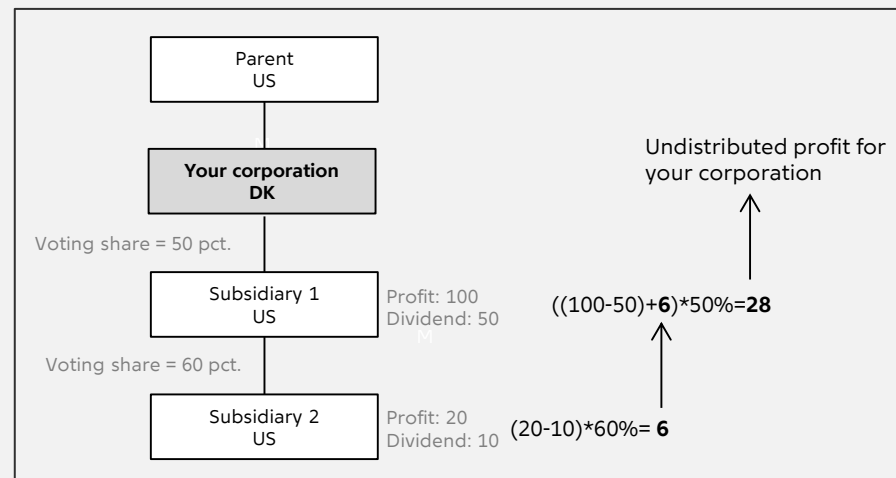 Parent
US
M
Your corporation
DK
Undistributed profit for
your corporation
Voting share = 50 pct.
Subsidiary 1
US
Profit: 100
Dividend: 50
((100-50)+6)*50%=28
M
Voting share = 60 pct.
Subsidiary 2
US
Profit: 20
Dividend: 10
(20-10)*60%= 6